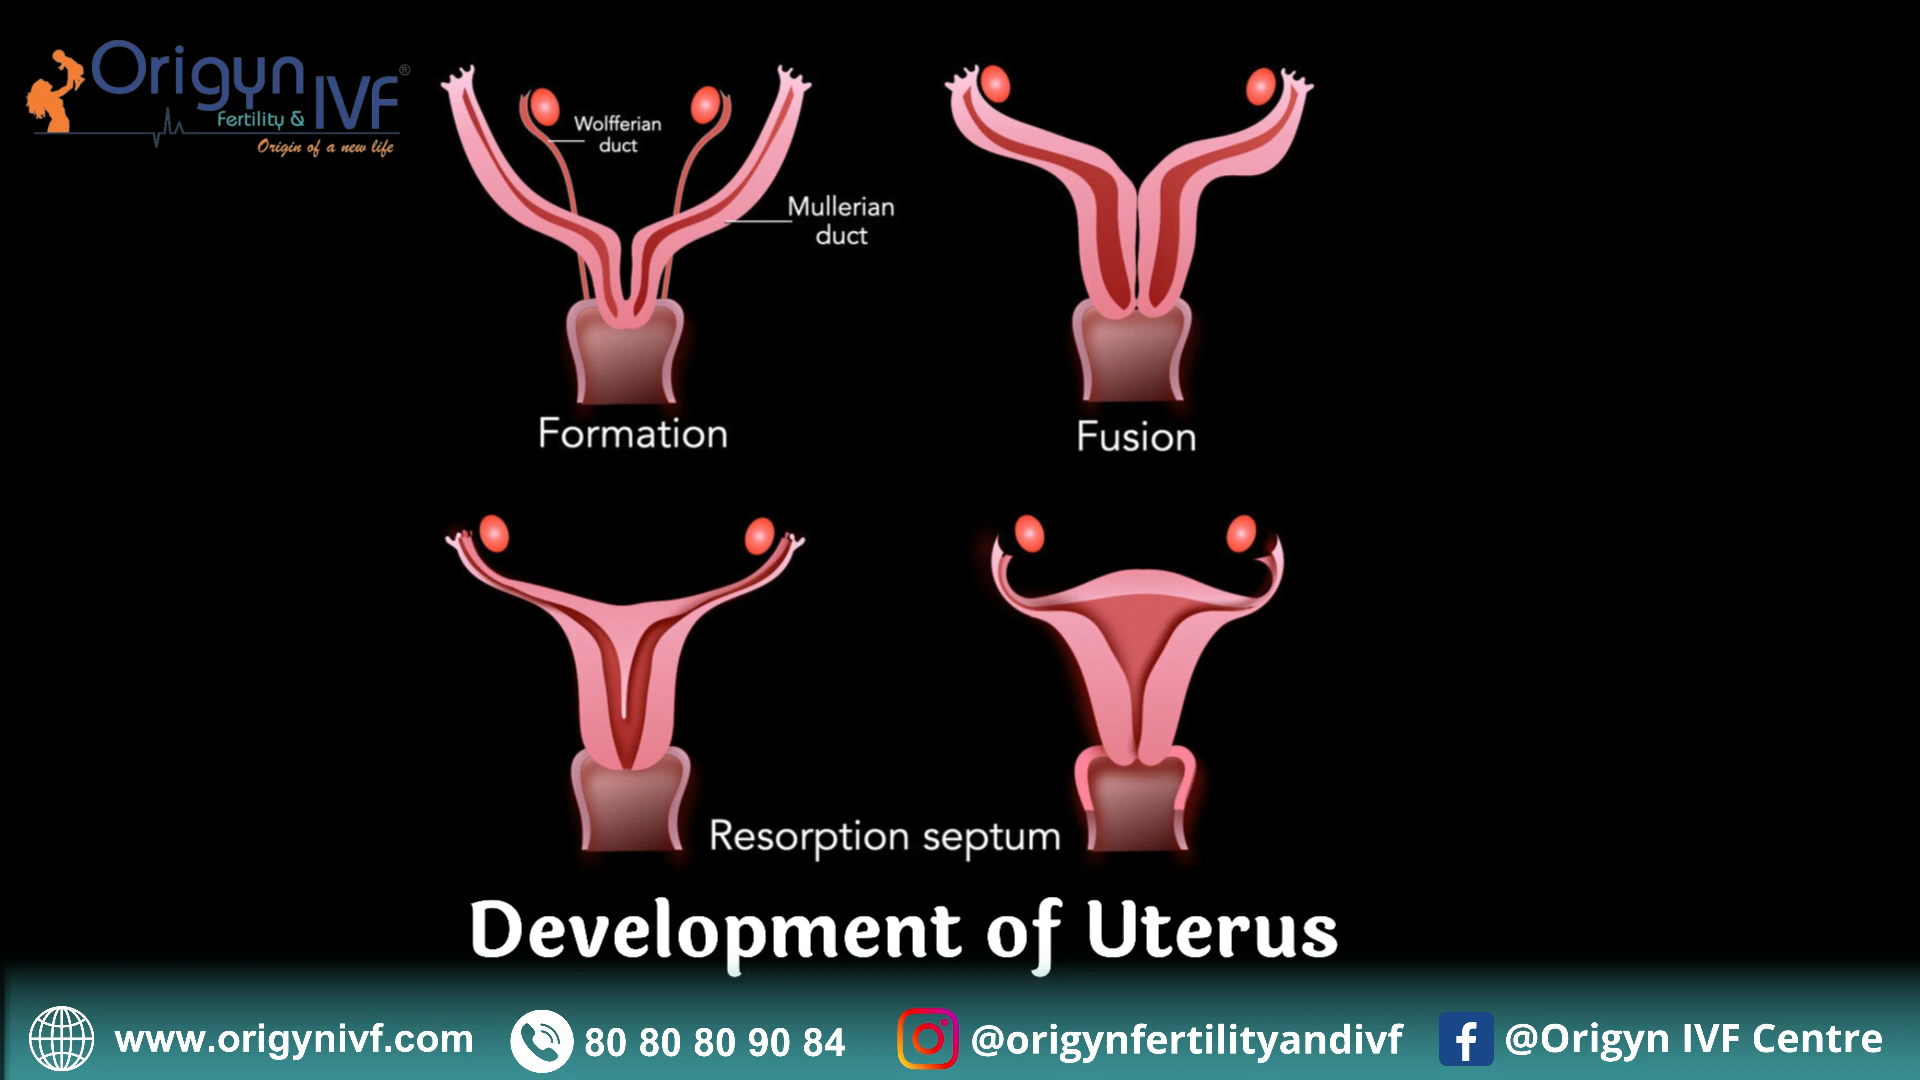 Origyn
IVF®
Fertility &
Origin of a new life
Wolfferian
duct
Mullerian
duct
Formation
Fusion
Resorption septum
Development of Uterus
www.origynivf.com
80 80 80 90 84
@origynfertilityandivf
@Origyn IVF Centre